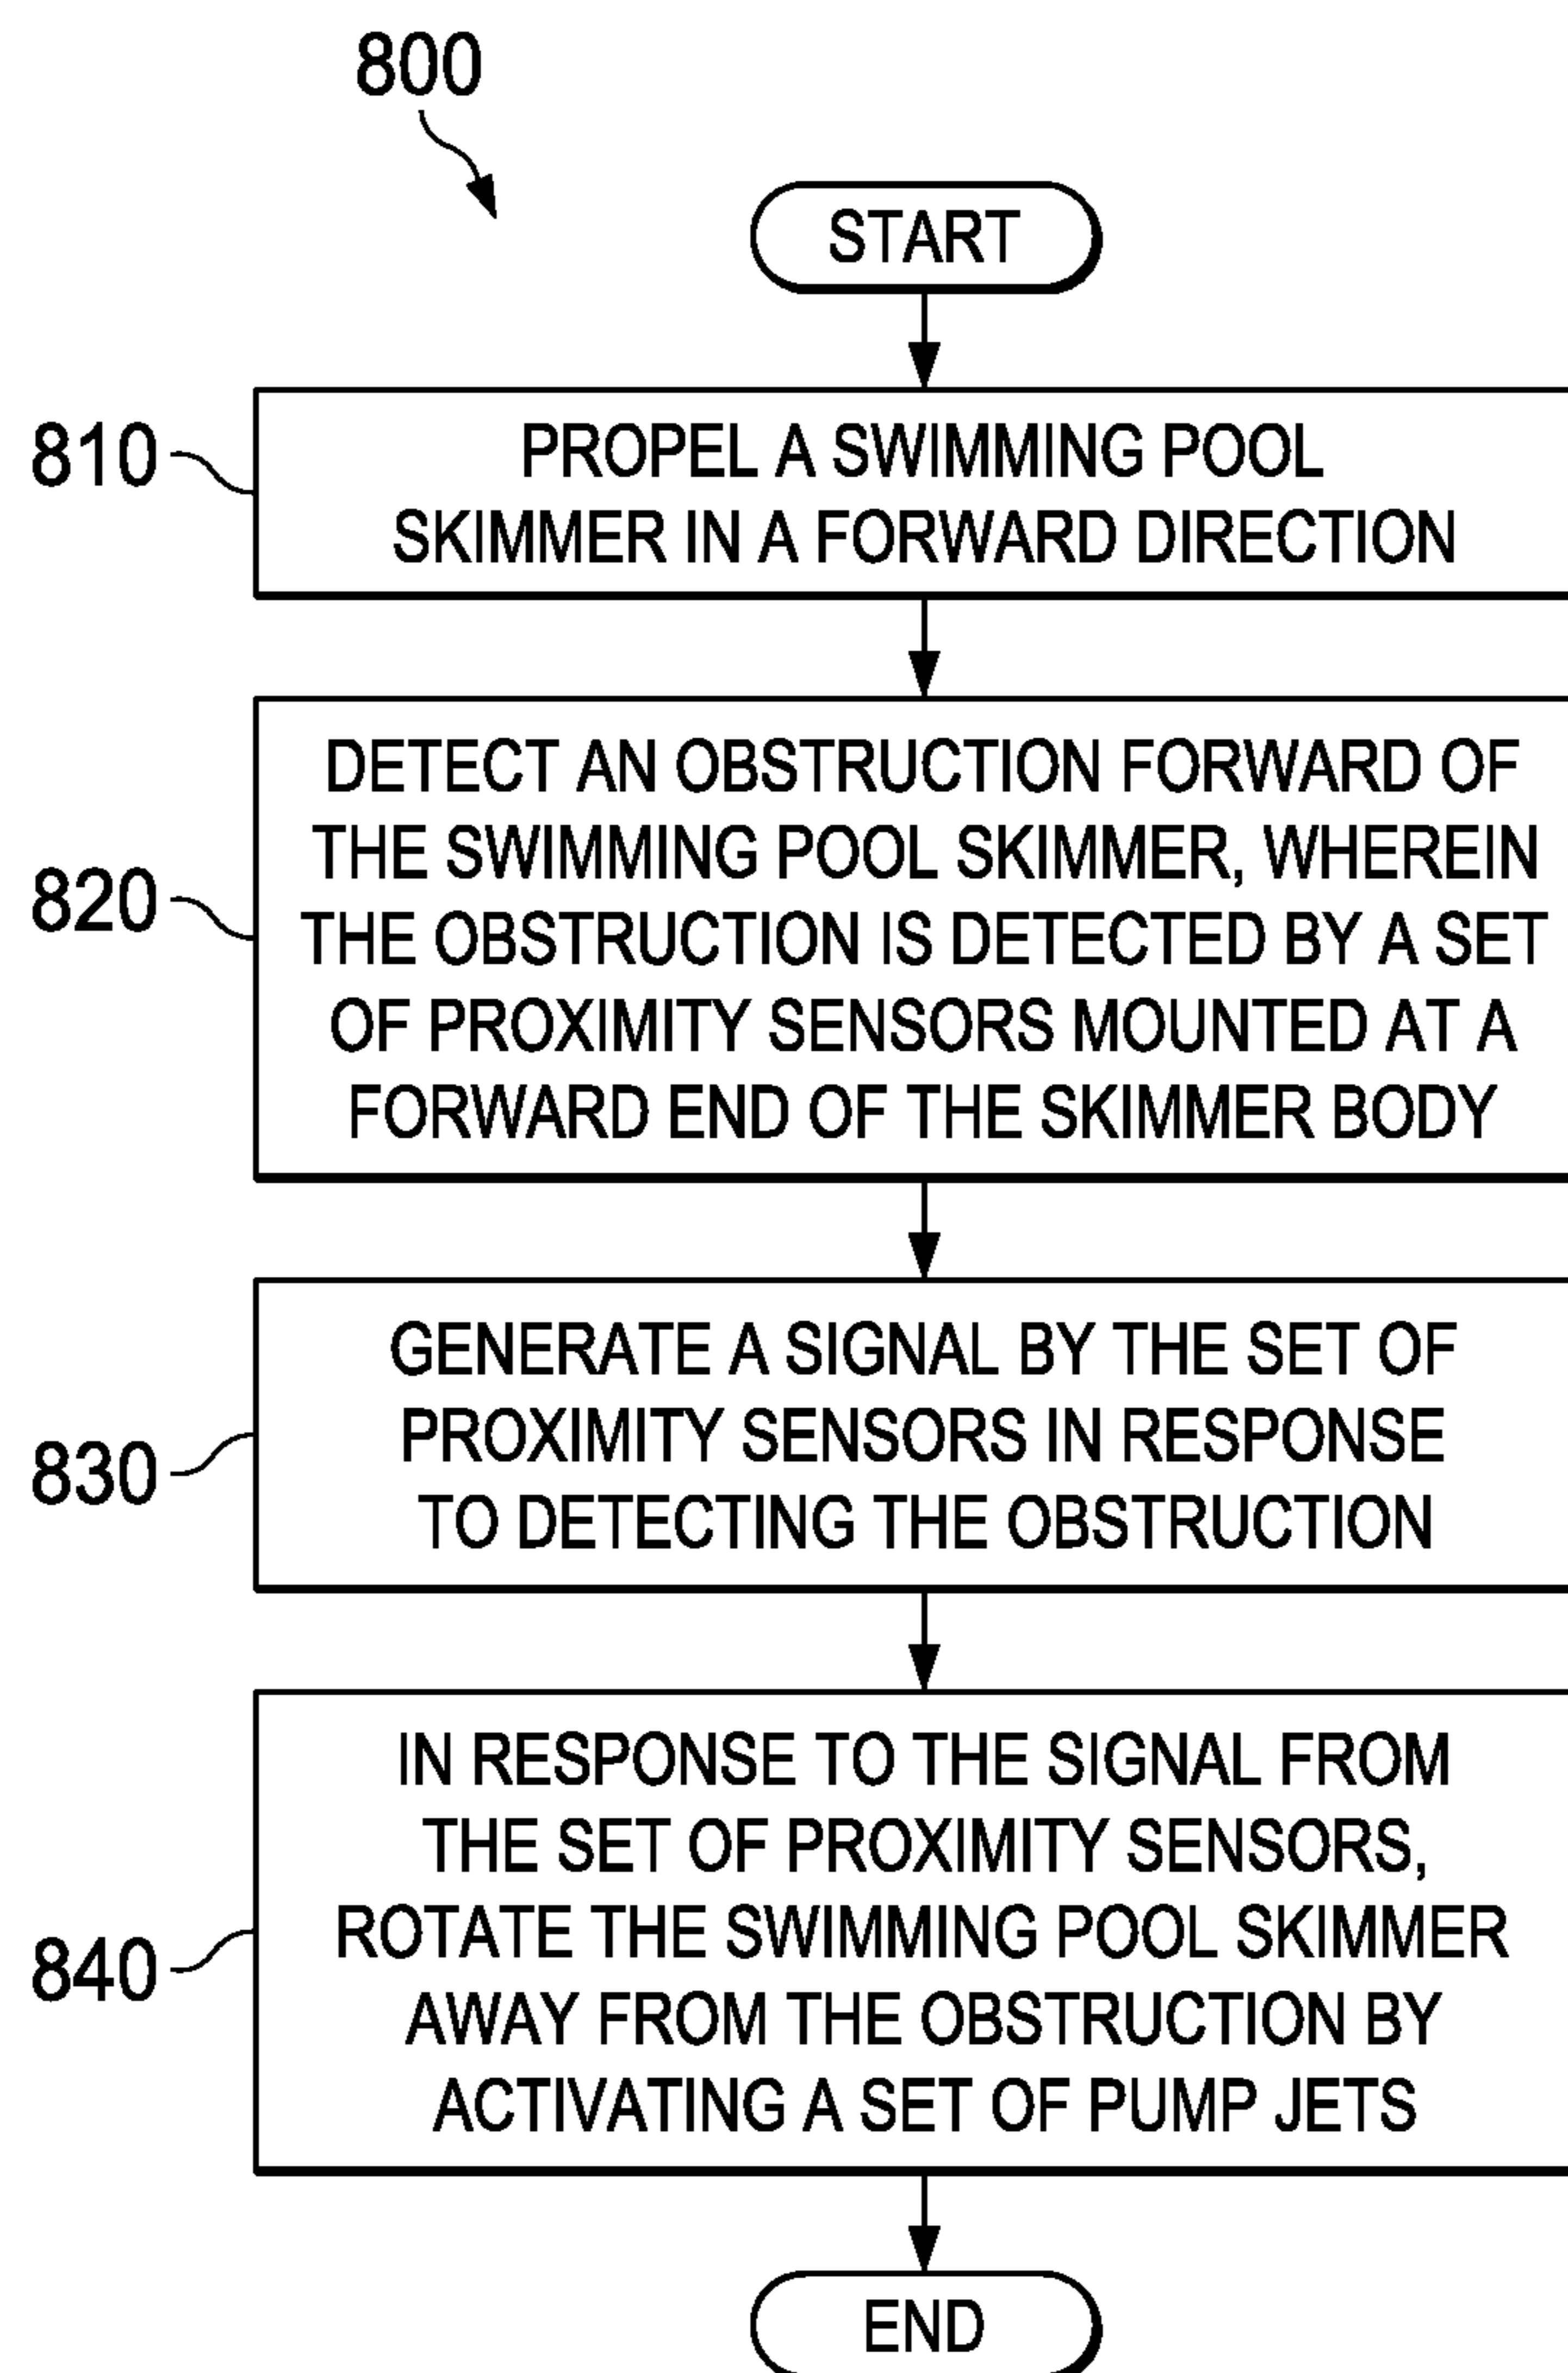 800
START
810
PROPEL A SWIMMING POOL
SKIMMER IN A FORWARD DIRECTION
820
DETECT AN OBSTRUCTION FORWARD OF
THE SWIMMING POOL SKIMMER, WHEREIN
THE OBSTRUCTION IS DETECTED BY A SET
OF PROXIMITY SENSORS MOUNTED AT A
FORWARD END OF THE SKIMMER BODY
830
GENERATE A SIGNAL BY THE SET OF
PROXIMITY SENSORS IN RESPONSE
TO DETECTING THE OBSTRUCTION
840
IN RESPONSE TO THE SIGNAL FROM
THE SET OF PROXIMITY SENSORS,
ROTATE THE SWIMMING POOL SKIMMER
AWAY FROM THE OBSTRUCTION BY
ACTIVATING A SET OF PUMP JETS
END